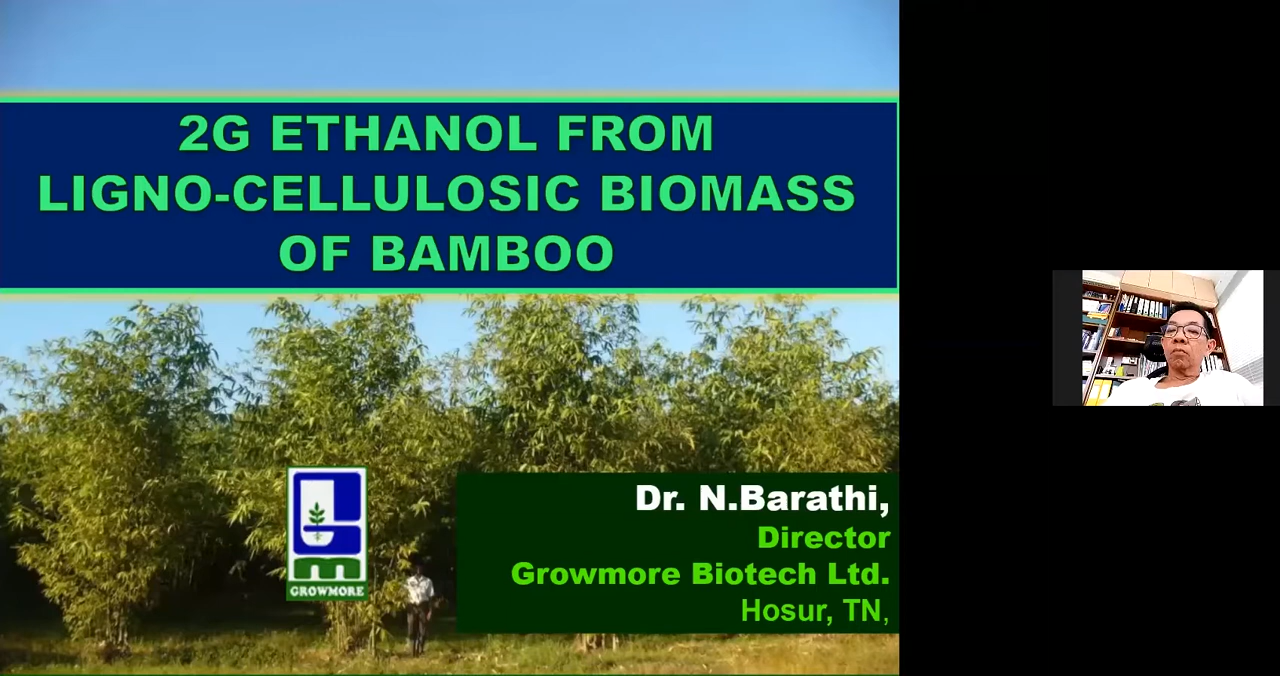 2G ETHANOL FROM
LIGNO-CELLULOSIC BIOMASS
OF BAMBOO
GROWMORE
Dr. N.Barathi,
Director
Growmore Biotech Ltd.
Hosur, TN,